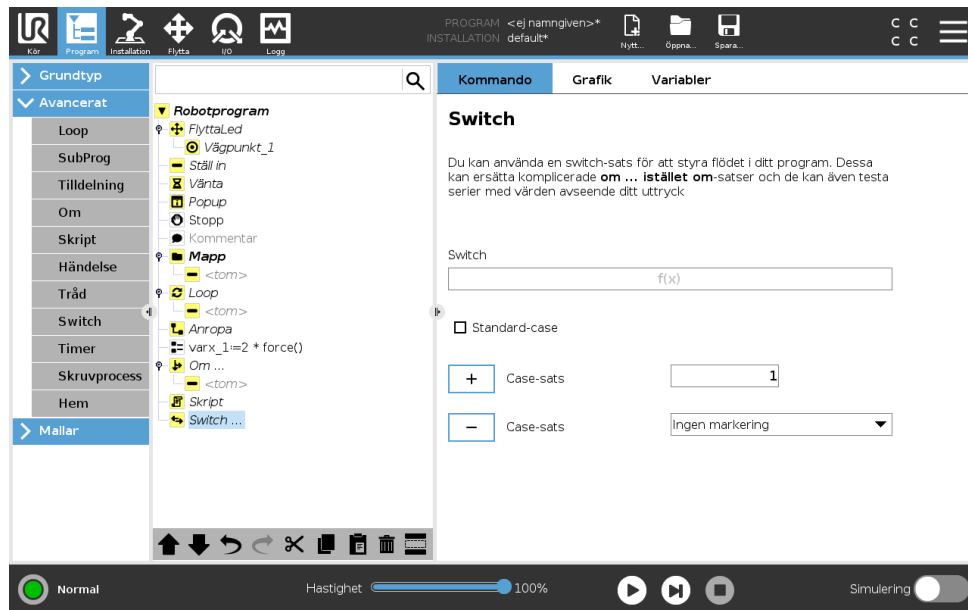 UR
PROGRAM <ej namngiven>*
INSTALLATION default*
Kör
Program
Installation
Flytta
I/O
Logg
Nytt...
Öppna...
Spara...
C C
C C
Grundtyp
Avancerat
Loop
SubProg
Tilldelning
Om
Skript
Händelse
Tråd
Switch
Timer
Skruvprocess
Hem
Mallar
Robotprogram
FlyttaLed
Vägpunkt_1
Ställ in
Vänta
Popup
Stopp
Kommentar
Mapp
<tom>
Loop
<tom>
Anropa
varx_1:=2 * force()
Om ...
<tom>
Skript
Switch ...
Kommando
Grafik
Variabler
Switch
Du kan använda en switch-sats för att styra flödet i ditt program. Dessa
kan ersätta komplicerade om ... istället om-satser och de kan även testa
serier med värden avseende ditt uttryck
Switch
f(x)
Standard-case
+ Case-sats 1
− Case-sats Ingen markering
Normal
Hastighet 100%
Simulering